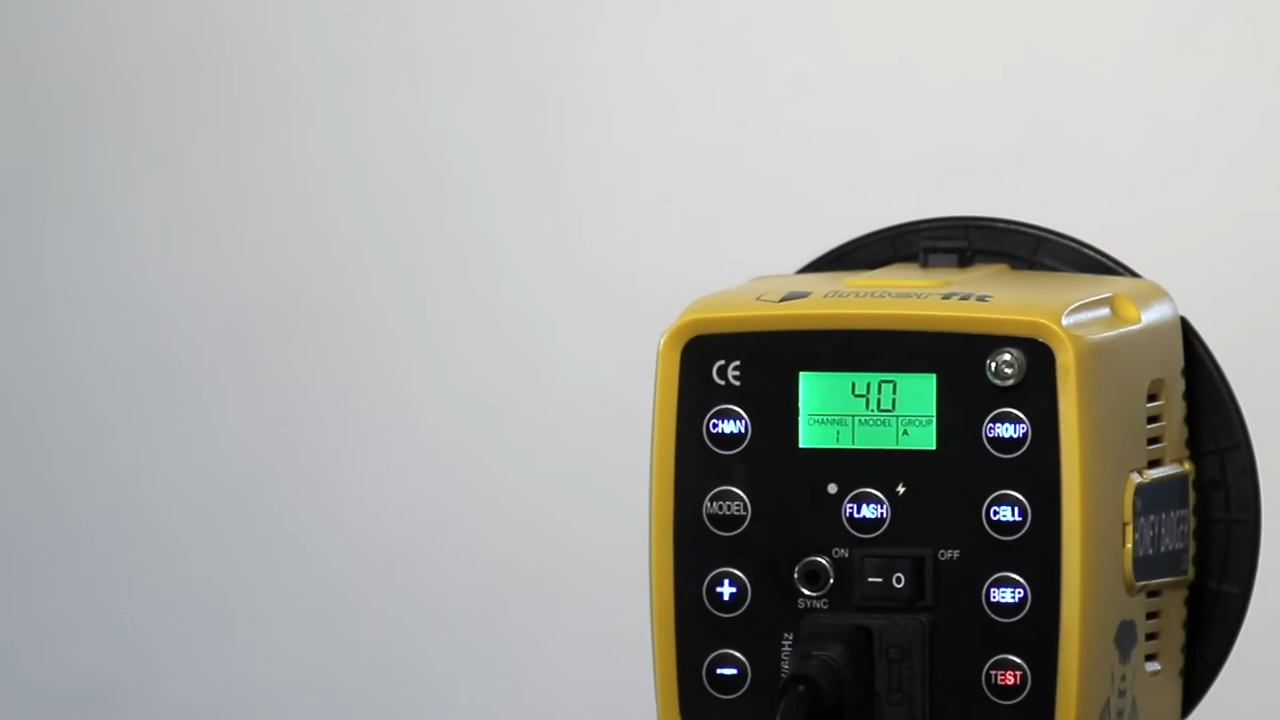 interfit
CE
4.0
CHAN
CHANNEL MODEL GROUP
1 A
GROUP
MODEL
FLASH
CELL
ON
OFF
HONEY BADGER
– O
+
SYNC
BEEP
/60Hz
-
TEST